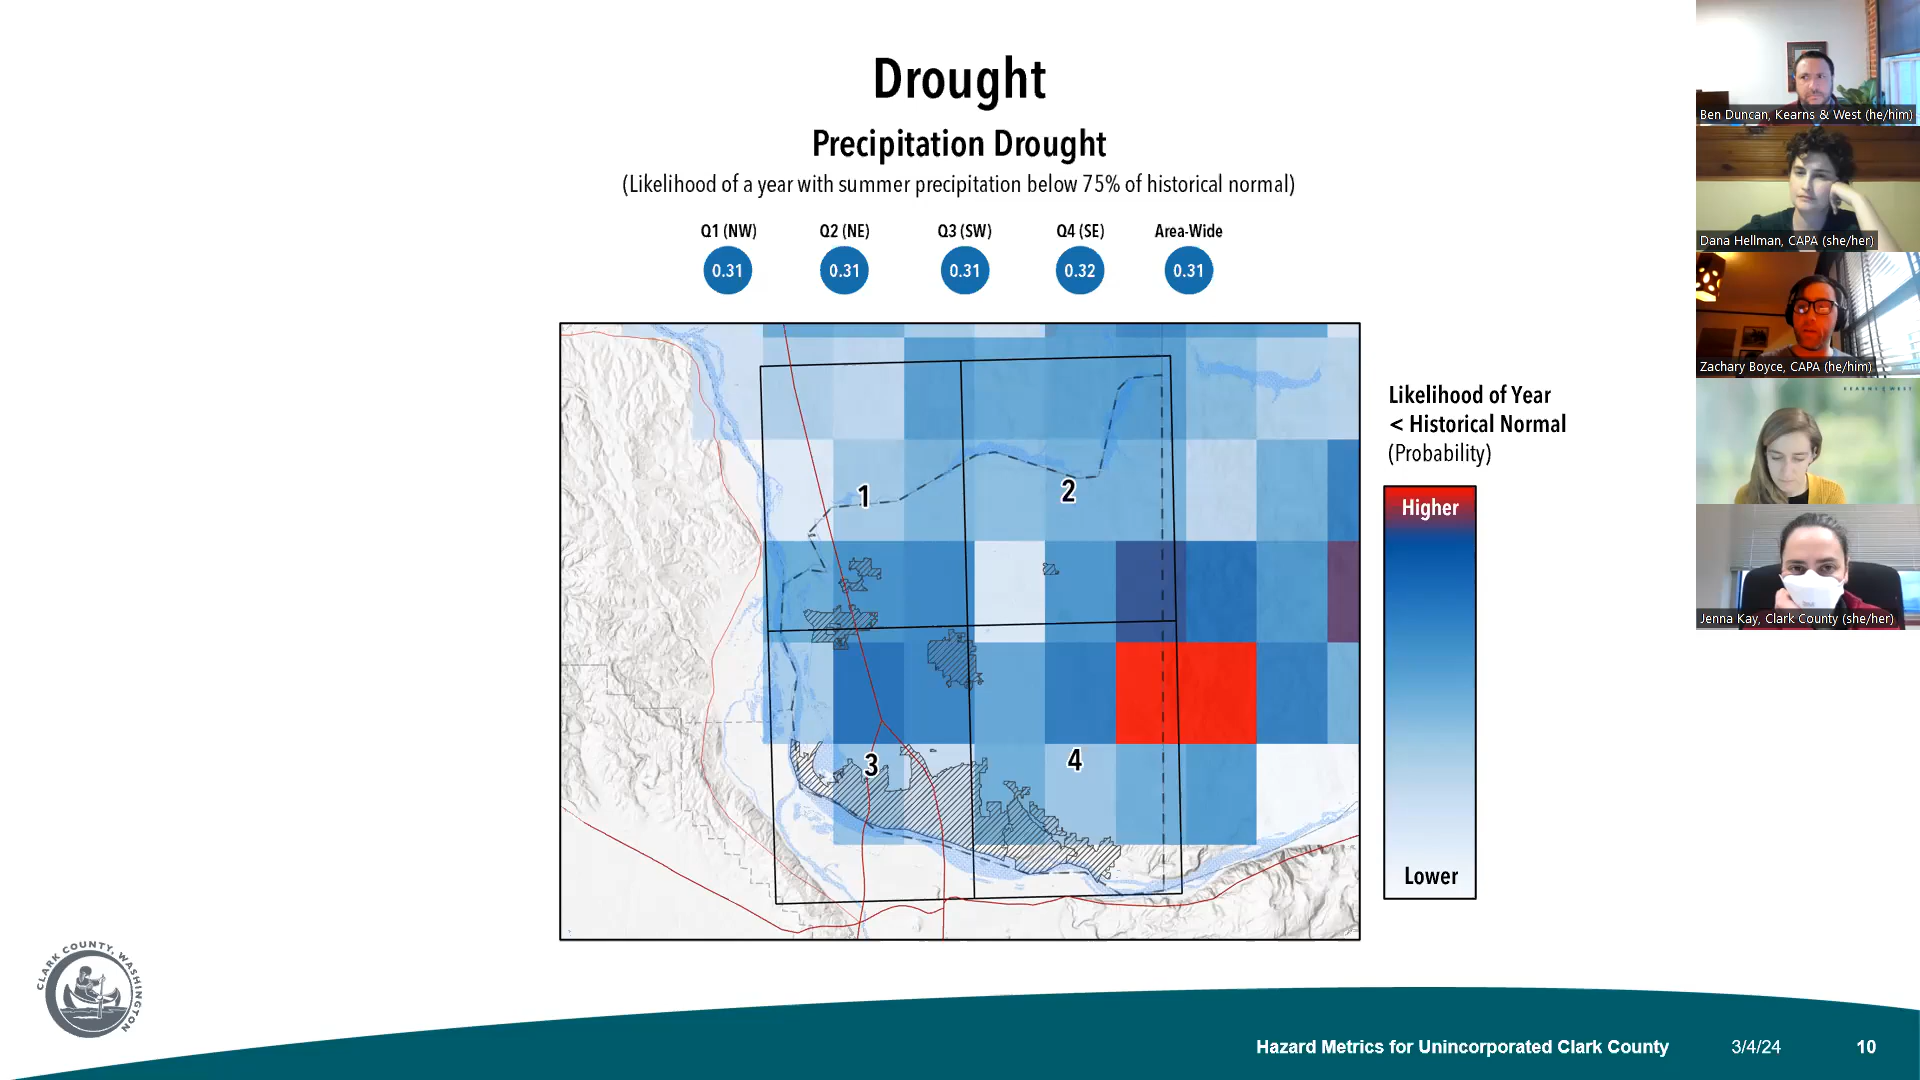 Drought
Precipitation Drought
(Likelihood of a year with summer precipitation below 75% of historical normal)
Q1 (NW) Q2 (NE) Q3 (SW) Q4 (SE) Area-Wide
0.31 0.31 0.31 0.32 0.31
1
2
3
4
Likelihood of Year
< Historical Normal
(Probability)
Higher
Lower
CLARK COUNTY, WASHINGTON
Hazard Metrics for Unincorporated Clark County 3/4/24 10
Ben Duncan, Kearns & West (he/him)
Dana Hellman, CAPA (she/her)
Zachary Boyce, CAPA (he/him)
KEARNS & WEST
Jenna Kay, Clark County (she/her)